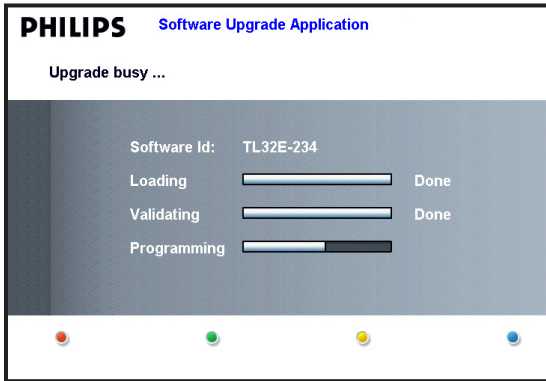 PHILIPS Software Upgrade Application
Upgrade busy ...
Software Id: TL32E-234
Loading Done
Validating Done
Programming